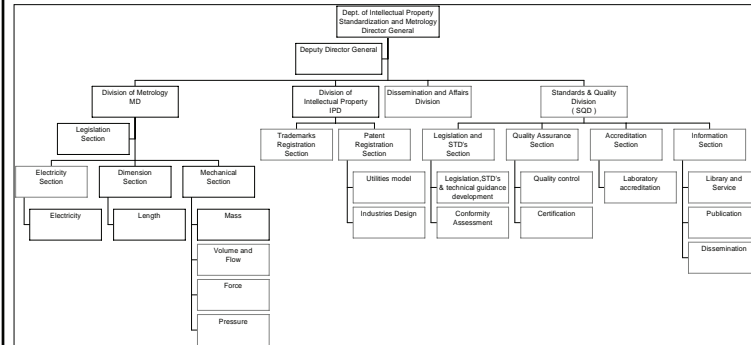 Dept. of Intellectual Property
Standardization and Metrology
Director General
Deputy Director General
Division of Metrology
MD
Division of
Intellectual Property
IPD
Dissemination and Affairs
Division
Standards & Quality
Division
( SQD )
Legislation
Section
Trademarks
Registration
Section
Patent
Registration
Section
Legislation and
STD's
Section
Quality Assurance
Section
Accreditation
Section
Information
Section
Electricity
Section
Dimension
Section
Mechanical
Section
Utilities model
Legislation,STD's
& technical guidance
development
Quality control
Laboratory
accreditation
Library and
Service
Electricity
Length
Mass
Industries Design
Conformity
Assessment
Certification
Publication
Volume and
Flow
Dissemination
Force
Pressure